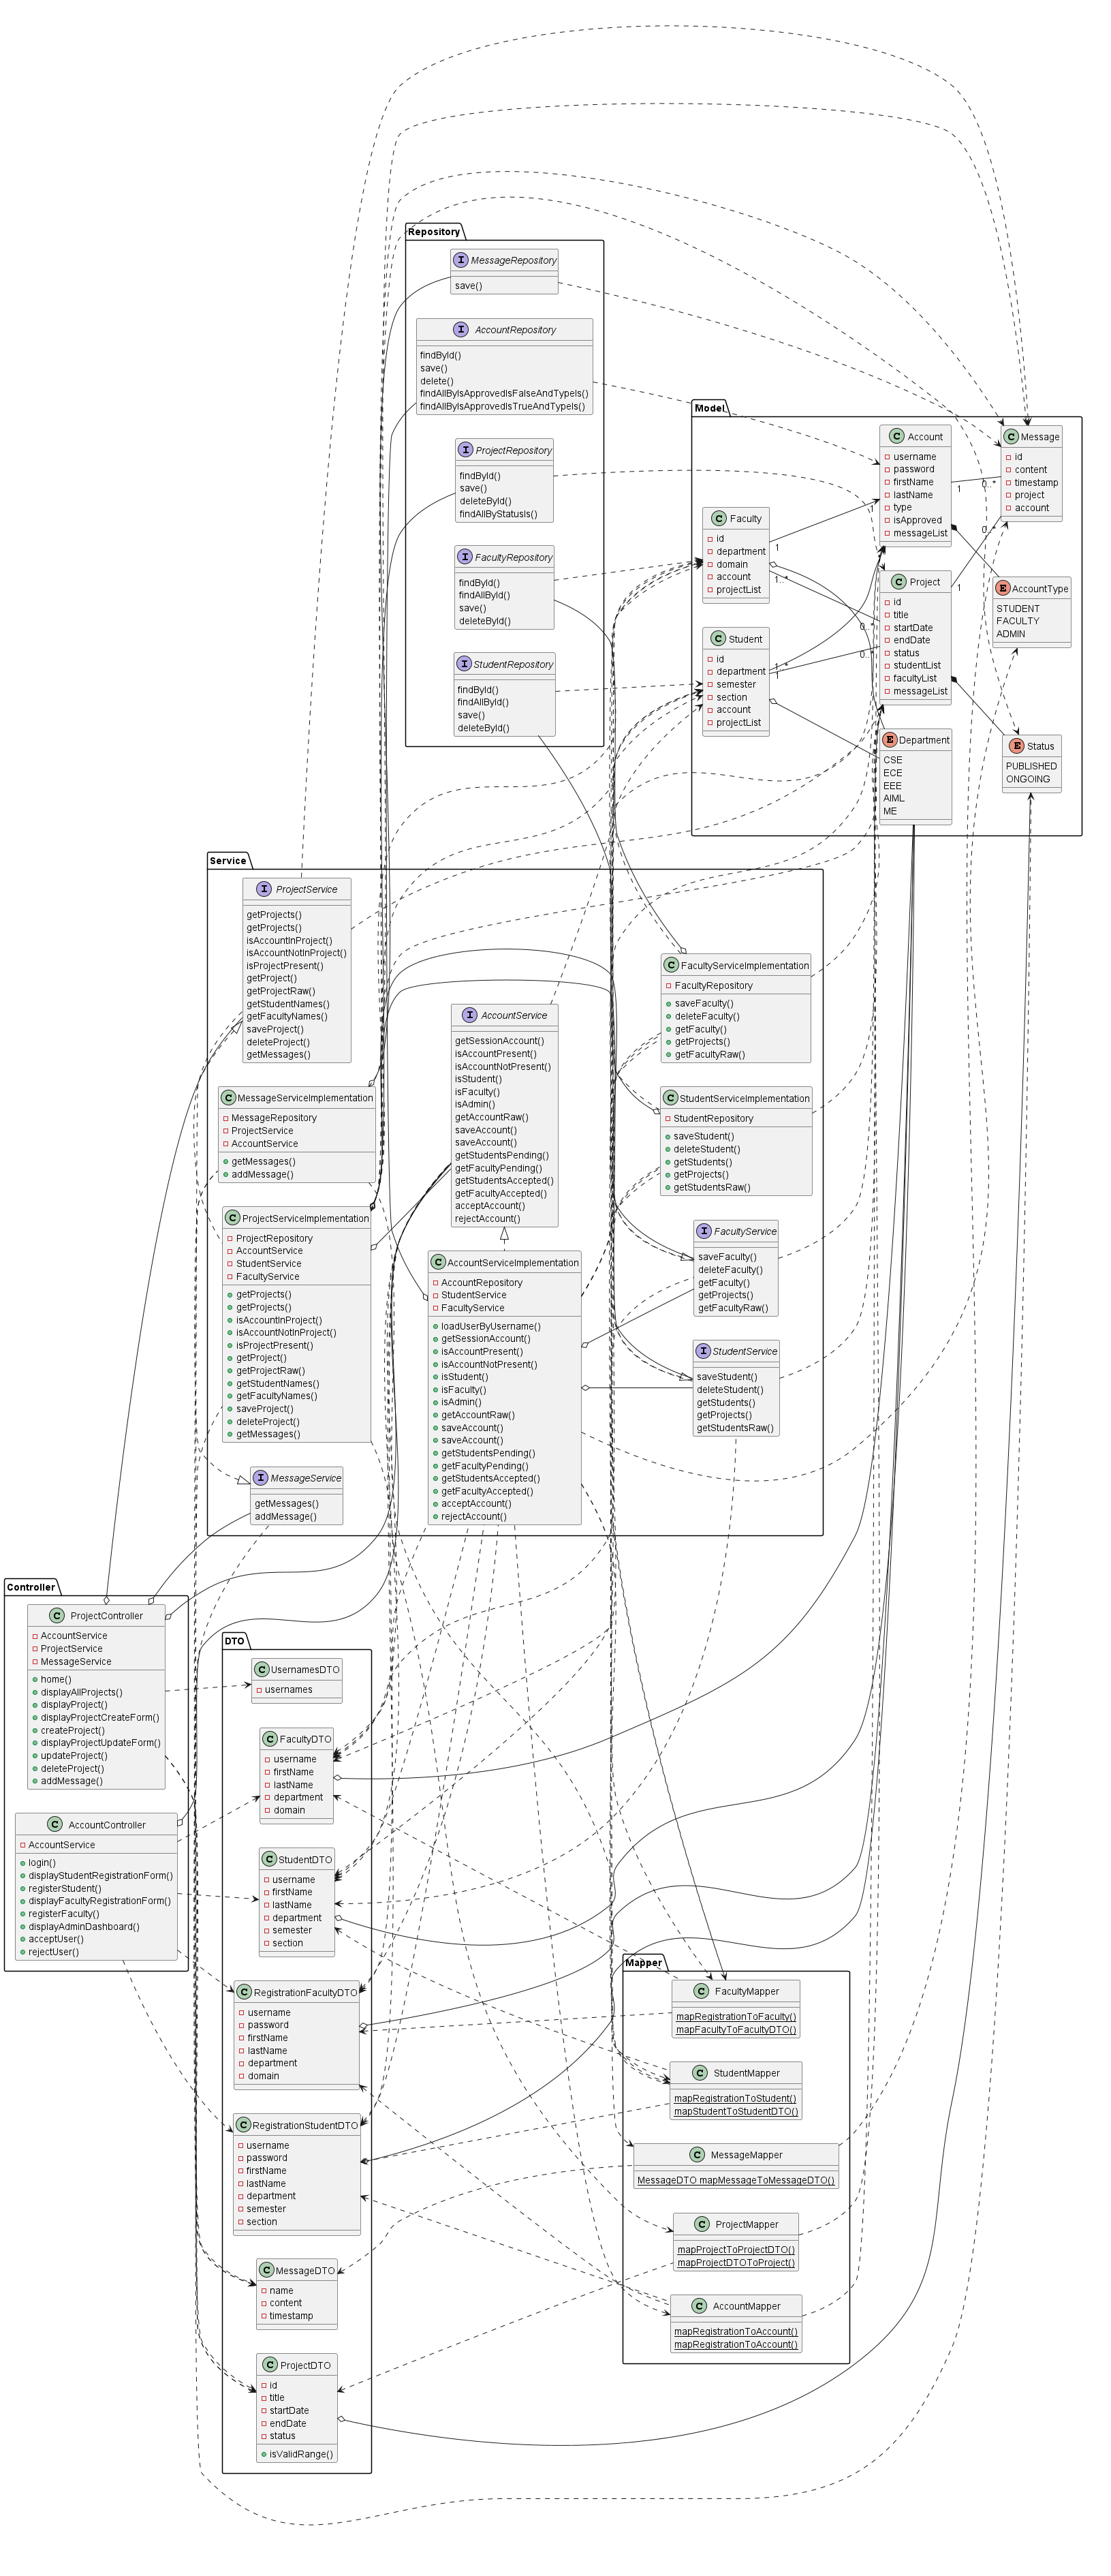 Repository
MessageRepository
save()
AccountRepository
findById()
save()
delete()
findAllByIsApprovedIsFalseAndTypeIs()
findAllByIsApprovedIsTrueAndTypeIs()
ProjectRepository
findById()
save()
deleteById()
findAllByStatusIs()
FacultyRepository
findById()
findAllById()
save()
deleteById()
StudentRepository
findById()
findAllById()
save()
deleteById()
Model
Account
username
password
firstName
lastName
type
isApproved
messageList
Message
id
content
timestamp
project
account
Faculty
id
department
domain
account
projectList
Student
id
department
semester
section
account
projectList
Project
id
title
startDate
endDate
status
studentList
facultyList
messageList
AccountType
STUDENT
FACULTY
ADMIN
Department
CSE
ECE
EEE
AIML
ME
Status
PUBLISHED
ONGOING
1
0..*
1
1
0..*
1
1..*
0..*
1..*
1
0..*
Service
ProjectService
getProjects()
getProjects()
isAccountInProject()
isAccountNotInProject()
isProjectPresent()
getProject()
getProjectRaw()
getStudentNames()
getFacultyNames()
saveProject()
deleteProject()
getMessages()
MessageServiceImplementation
MessageRepository
ProjectService
AccountService
getMessages()
addMessage()
ProjectServiceImplementation
ProjectRepository
AccountService
StudentService
FacultyService
getProjects()
getProjects()
isAccountInProject()
isAccountNotInProject()
isProjectPresent()
getProject()
getProjectRaw()
getStudentNames()
getFacultyNames()
saveProject()
deleteProject()
getMessages()
MessageService
getMessages()
addMessage()
AccountService
getSessionAccount()
isAccountPresent()
isAccountNotPresent()
isStudent()
isFaculty()
isAdmin()
getAccountRaw()
saveAccount()
saveAccount()
getStudentsPending()
getFacultyPending()
getStudentsAccepted()
getFacultyAccepted()
acceptAccount()
rejectAccount()
AccountServiceImplementation
AccountRepository
StudentService
FacultyService
loadUserByUsername()
getSessionAccount()
isAccountPresent()
isAccountNotPresent()
isStudent()
isFaculty()
isAdmin()
getAccountRaw()
saveAccount()
saveAccount()
getStudentsPending()
getFacultyPending()
getStudentsAccepted()
getFacultyAccepted()
acceptAccount()
rejectAccount()
FacultyServiceImplementation
FacultyRepository
saveFaculty()
deleteFaculty()
getFaculty()
getProjects()
getFacultyRaw()
StudentServiceImplementation
StudentRepository
saveStudent()
deleteStudent()
getStudents()
getProjects()
getStudentsRaw()
FacultyService
saveFaculty()
deleteFaculty()
getFaculty()
getProjects()
getFacultyRaw()
StudentService
saveStudent()
deleteStudent()
getStudents()
getProjects()
getStudentsRaw()
Controller
ProjectController
AccountService
ProjectService
MessageService
home()
displayAllProjects()
displayProject()
displayProjectCreateForm()
createProject()
displayProjectUpdateForm()
updateProject()
deleteProject()
addMessage()
AccountController
AccountService
login()
displayStudentRegistrationForm()
registerStudent()
displayFacultyRegistrationForm()
registerFaculty()
displayAdminDashboard()
acceptUser()
rejectUser()
DTO
UsernamesDTO
usernames
FacultyDTO
username
firstName
lastName
department
domain
StudentDTO
username
firstName
lastName
department
semester
section
RegistrationFacultyDTO
username
password
firstName
lastName
department
domain
RegistrationStudentDTO
username
password
firstName
lastName
department
semester
section
MessageDTO
name
content
timestamp
ProjectDTO
id
title
startDate
endDate
status
isValidRange()
Mapper
FacultyMapper
mapRegistrationToFaculty()
mapFacultyToFacultyDTO()
StudentMapper
mapRegistrationToStudent()
mapStudentToStudentDTO()
MessageMapper
MessageDTO mapMessageToMessageDTO()
ProjectMapper
mapProjectToProjectDTO()
mapProjectDTOToProject()
AccountMapper
mapRegistrationToAccount()
mapRegistrationToAccount()